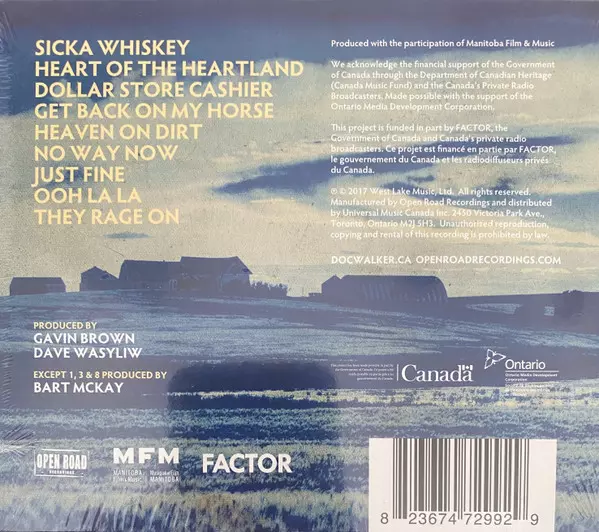 SICKA WHISKEY
HEART OF THE HEARTLAND
DOLLAR STORE CASHIER
GET BACK ON MY HORSE
HEAVEN ON DIRT
NO WAY NOW
JUST FINE
OOH LA LA
THEY RAGE ON
PRODUCED BY
GAVIN BROWN
DAVE WASYLIW
EXCEPT 1, 3 & 8 PRODUCED BY
BART MCKAY
Produced with the participation of Manitoba Film & Music
We acknowledge the financial support of the Government
of Canada through the Department of Canadian Heritage
(Canada Music Fund) and the Canada's Private Radio
Broadcasters. Made possible with the support of the
Ontario Media Development Corporation.
This project is funded in part by FACTOR, the
Government of Canada and Canada's private radio
broadcasters. Ce projet est financé en partie par FACTOR,
le gouvernement du Canada et les radiodiffuseurs privés
du Canada.
℗ © 2017 West Lake Music, Ltd. All rights reserved.
Manufactured by Open Road Recordings and distributed
by Universal Music Canada Inc. 2450 Victoria Park Ave.,
Toronto, Ontario M2J 5H3. Unauthorized reproduction,
copying and rental of this recording is prohibited by law.
DOCWALKER.CA OPENROADRECORDINGS.COM
Canada
Ontario
Ontario Media Development
Corporation
OPEN ROAD
RECORDINGS
MFM
MANITOBA
FILM & MUSIC
MANITOBA
FACTOR
8 23674 72992 9